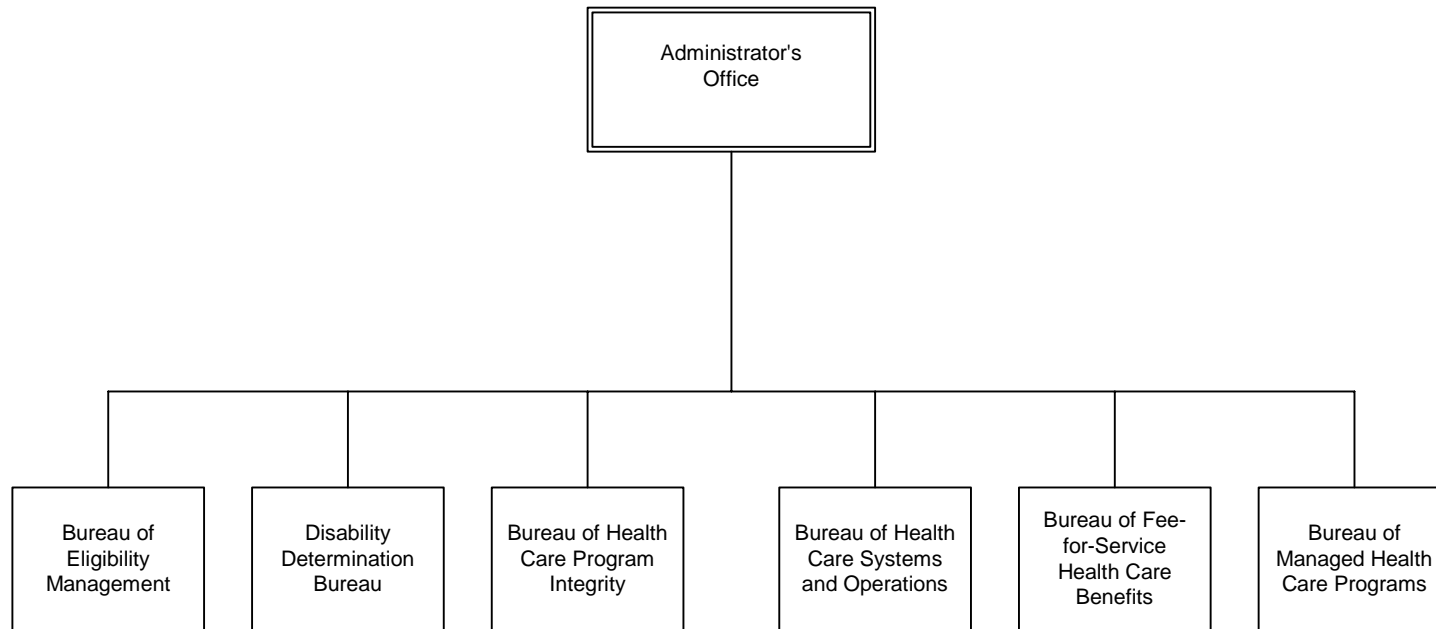 Administrator's
Office
Bureau of
Eligibility
Management
Disability
Determination
Bureau
Bureau of Health
Care Program
Integrity
Bureau of Health
Care Systems
and Operations
Bureau of Fee-
for-Service
Health Care
Benefits
Bureau of
Managed Health
Care Programs